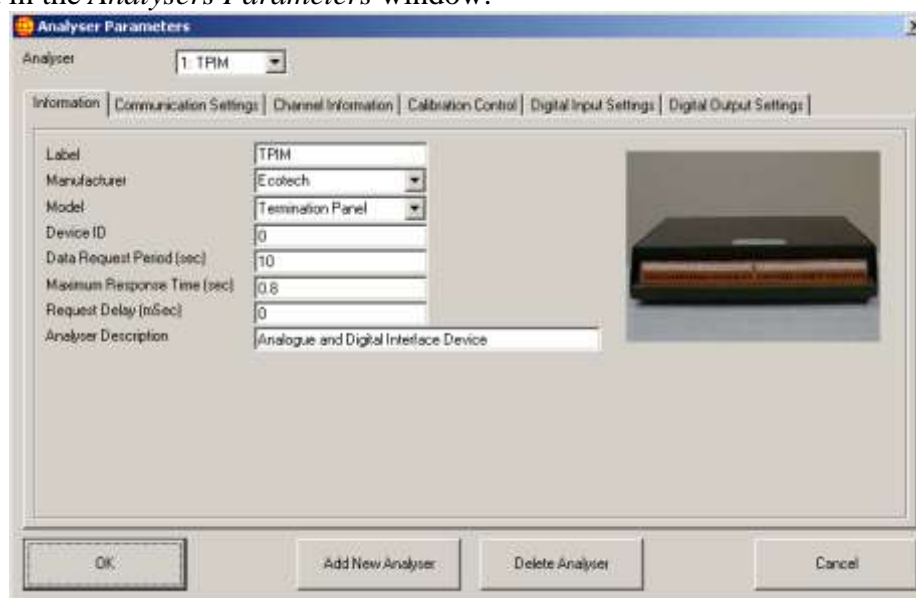 in the Analysers Parameters window.
Analyser Parameters
Analyser 1: TPIM
Information Communication Settings Channel Information Calibration Control Digital Input Settings Digital Output Settings
Label TPIM
Manufacturer Ecotech
Model Termination Panel
Device ID 0
Data Request Period (sec) 10
Maximum Response Time (sec) 0.8
Request Delay (mSec) 0
Analyser Description Analogue and Digital Interface Device
OK Add New Analyser Delete Analyser Cancel